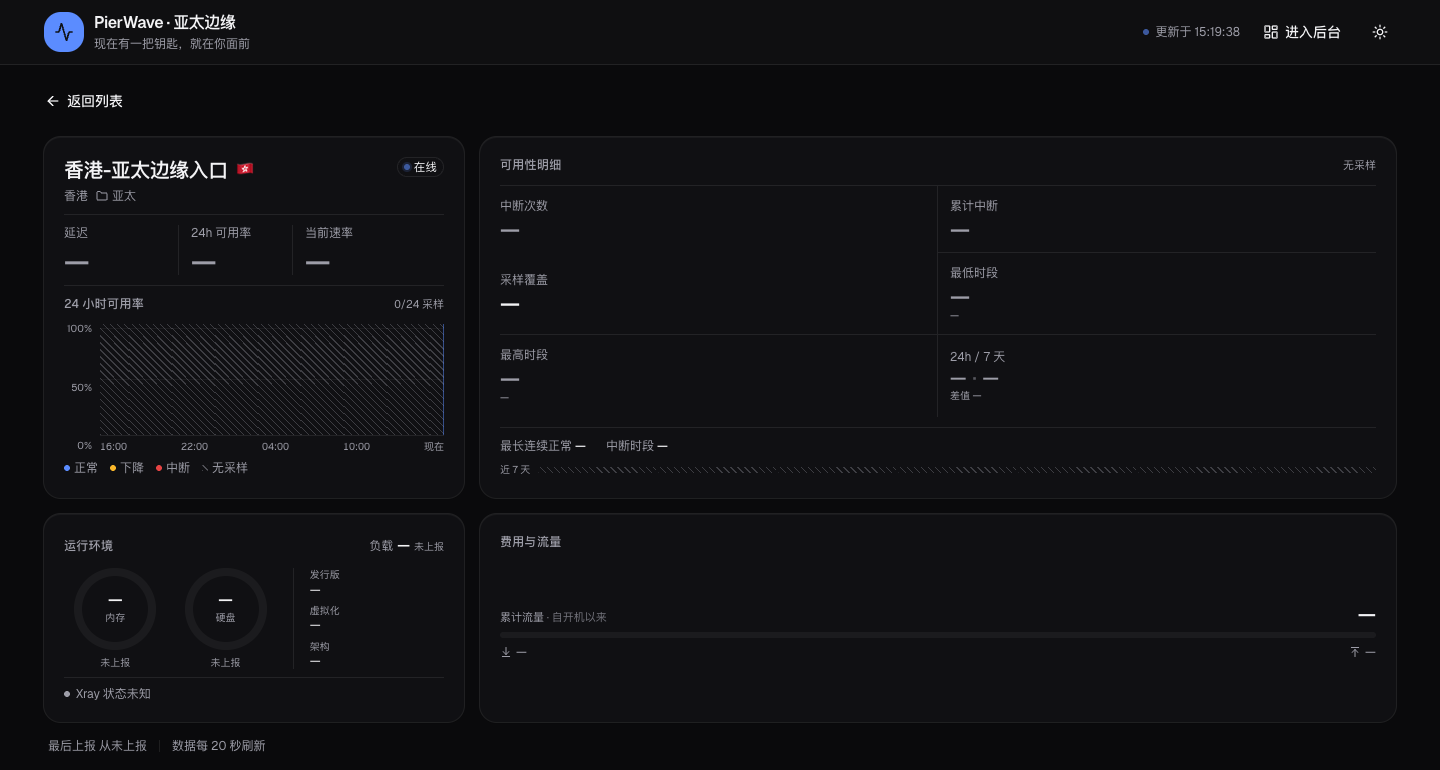 PierWave · 亚太边缘
现在有一把钥匙，就在你面前
更新于 15:19:38
进入后台
返回列表
香港-亚太边缘入口
在线
香港 亚太
延迟
—
24h 可用率
—
当前速率
—
24 小时可用率
0/24 采样
100%
50%
0%
16:00 22:00 04:00 10:00 现在
正常 下降 中断 无采样
可用性明细
无采样
中断次数
—
累计中断
—
采样覆盖
—
最低时段
—
—
最高时段
—
—
24h / 7 天
— · —
差值 —
最长连续正常 — 中断时段 —
近 7 天
运行环境
负载 — 未上报
—
内存
未上报
—
硬盘
未上报
发行版
—
虚拟化
—
架构
—
Xray 状态未知
费用与流量
累计流量 · 自开机以来
—
—
—
最后上报 从未上报
数据每 20 秒刷新